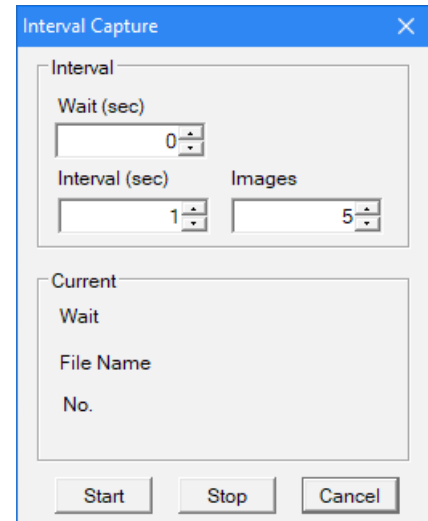 Interval Capture
Interval
Wait (sec)
0
Interval (sec) Images
1 5
Current
Wait
File Name
No.
Start Stop Cancel